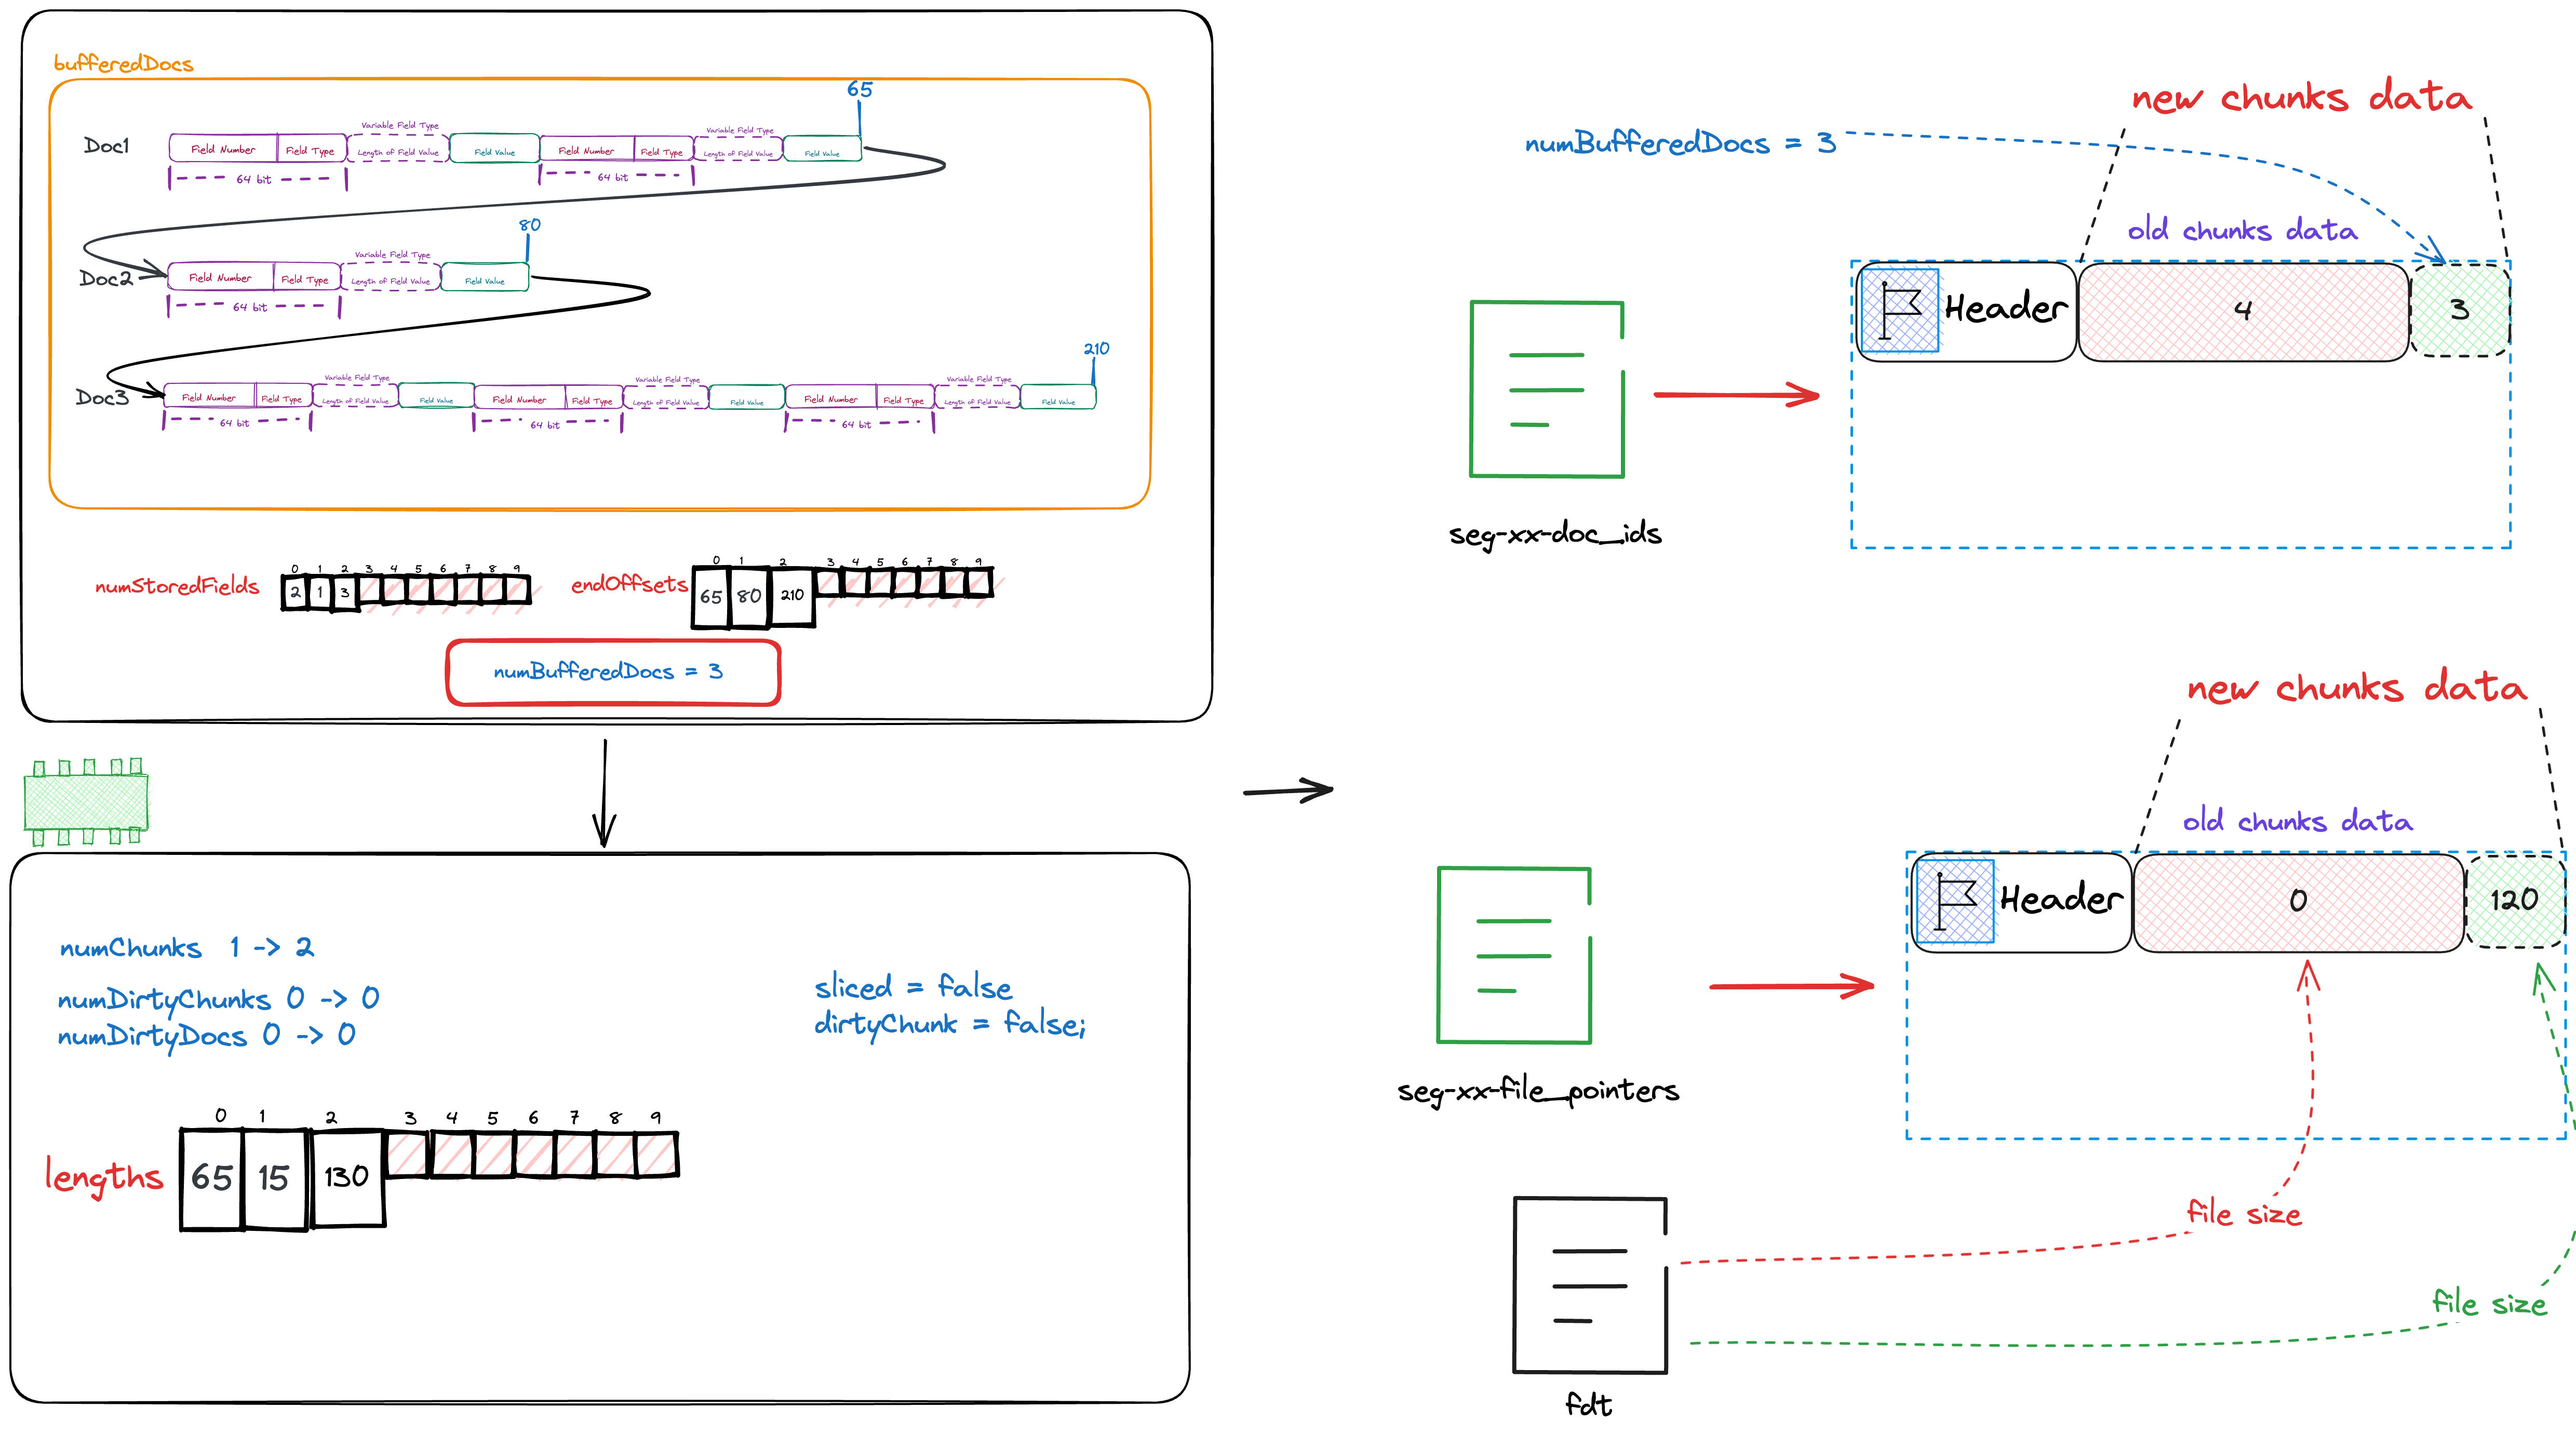 bufferedDocs
65
Doc1
Variable Field Type
Variable Field Type
Field Number
Field Type
Length of Field Value
Field Value
Field Number
Field Type
Length of Field Value
Field Value
64 bit
64 bit
80
Doc2
Variable Field Type
Field Number
Field Type
Length of Field Value
Field Value
64 bit
210
Doc3
Variable Field Type
Variable Field Type
Variable Field Type
Field Number
Field Type
Length of Field Value
Field Value
Field Number
Field Type
Length of Field Value
Field Value
Field Number
Field Type
Length of Field Value
Field Value
64 bit
64 bit
64 bit
numStoredFields
0 1 2 3 4 5 6 7 8 9
2 1 3
endOffsets
0 1 2 3 4 5 6 7 8 9
65 80 210
numBufferedDocs = 3
numChunks 1 -> 2
numDirtyChunks 0 -> 0
numDirtyDocs 0 -> 0
sliced = false
dirtyChunk = false;
lengths
0 1 2 3 4 5 6 7 8 9
65 15 130
new chunks data
numBufferedDocs = 3
old chunks data
Header
4
3
seg-xx-doc_ids
new chunks data
old chunks data
Header
0
120
seg-xx-file_pointers
file size
file size
fdt